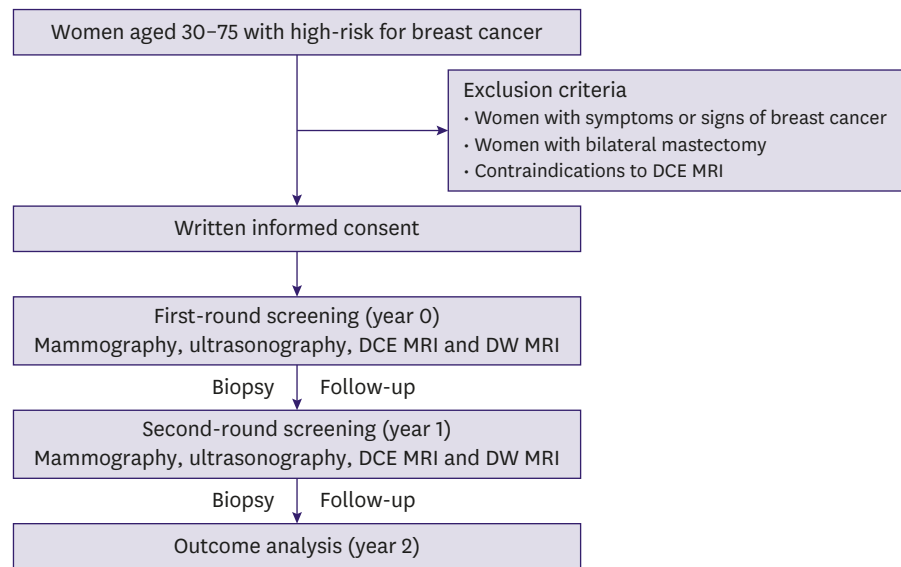 Women aged 30–75 with high-risk for breast cancer
Exclusion criteria
· Women with symptoms or signs of breast cancer
· Women with bilateral mastectomy
· Contraindications to DCE MRI
Written informed consent
First-round screening (year 0)
Mammography, ultrasonography, DCE MRI and DW MRI
Biopsy Follow-up
Second-round screening (year 1)
Mammography, ultrasonography, DCE MRI and DW MRI
Biopsy Follow-up
Outcome analysis (year 2)